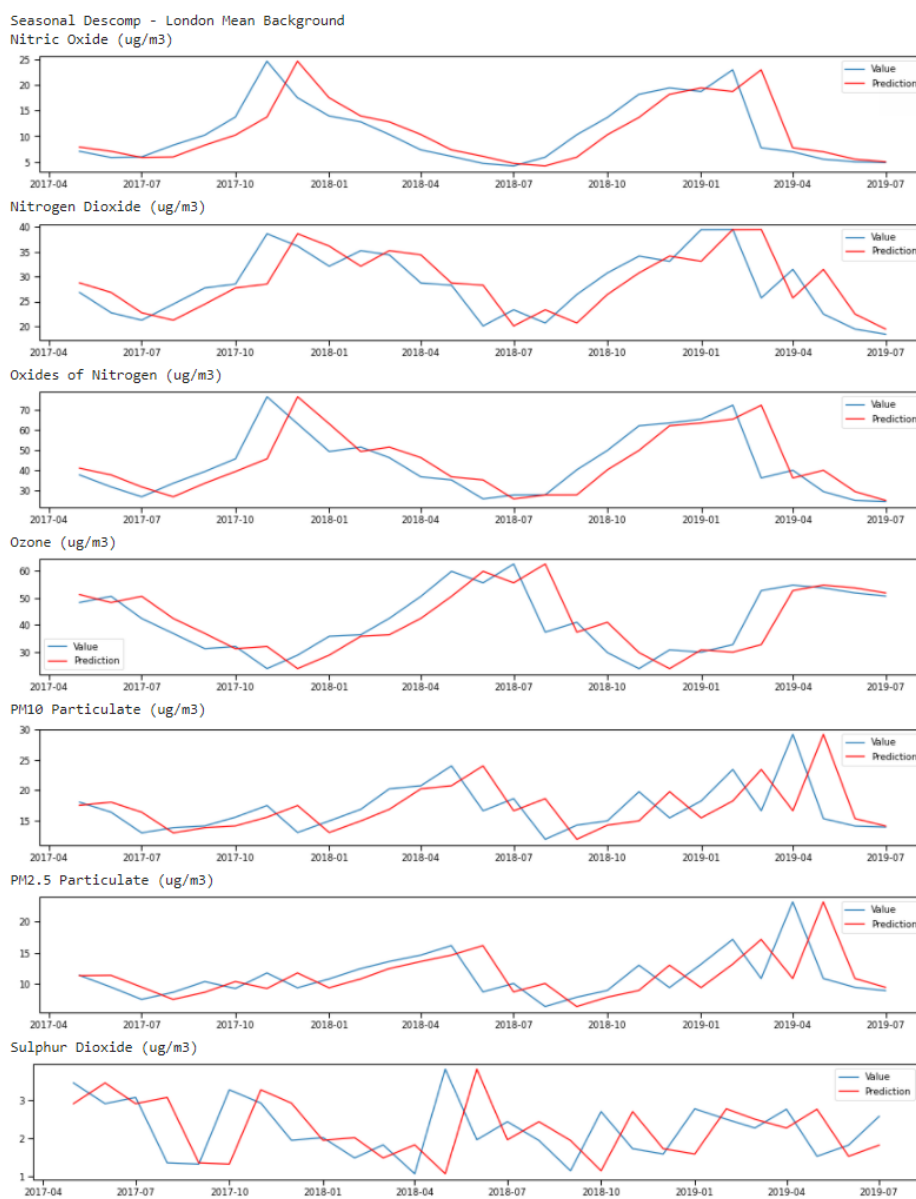 Seasonal Descomp - London Mean Background
Nitric Oxide (ug/m3)
25
20
15
10
5
Value
Prediction
2017-04 2017-07 2017-10 2018-01 2018-04 2018-07 2018-10 2019-01 2019-04 2019-07
Nitrogen Dioxide (ug/m3)
40
35
30
25
20
Value
Prediction
2017-04 2017-07 2017-10 2018-01 2018-04 2018-07 2018-10 2019-01 2019-04 2019-07
Oxides of Nitrogen (ug/m3)
70
60
50
40
30
Value
Prediction
2017-04 2017-07 2017-10 2018-01 2018-04 2018-07 2018-10 2019-01 2019-04 2019-07
Ozone (ug/m3)
60
50
40
30
Value
Prediction
2017-04 2017-07 2017-10 2018-01 2018-04 2018-07 2018-10 2019-01 2019-04 2019-07
PM10 Particulate (ug/m3)
30
25
20
15
Value
Prediction
2017-04 2017-07 2017-10 2018-01 2018-04 2018-07 2018-10 2019-01 2019-04 2019-07
PM2.5 Particulate (ug/m3)
20
15
10
Value
Prediction
2017-04 2017-07 2017-10 2018-01 2018-04 2018-07 2018-10 2019-01 2019-04 2019-07
Sulphur Dioxide (ug/m3)
3
2
1
Value
Prediction
2017-04 2017-07 2017-10 2018-01 2018-04 2018-07 2018-10 2019-01 2019-04 2019-07